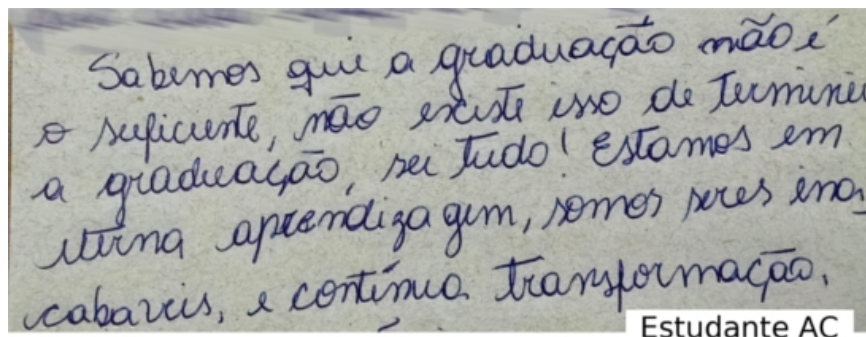 Sabemos que a graduação não é
o suficiente, não existe isso de terminei
a graduação, sei tudo! Estamos em
eterna aprendizagem, somos seres ina-
cabaveis, e contínua transformação.
Estudante AC